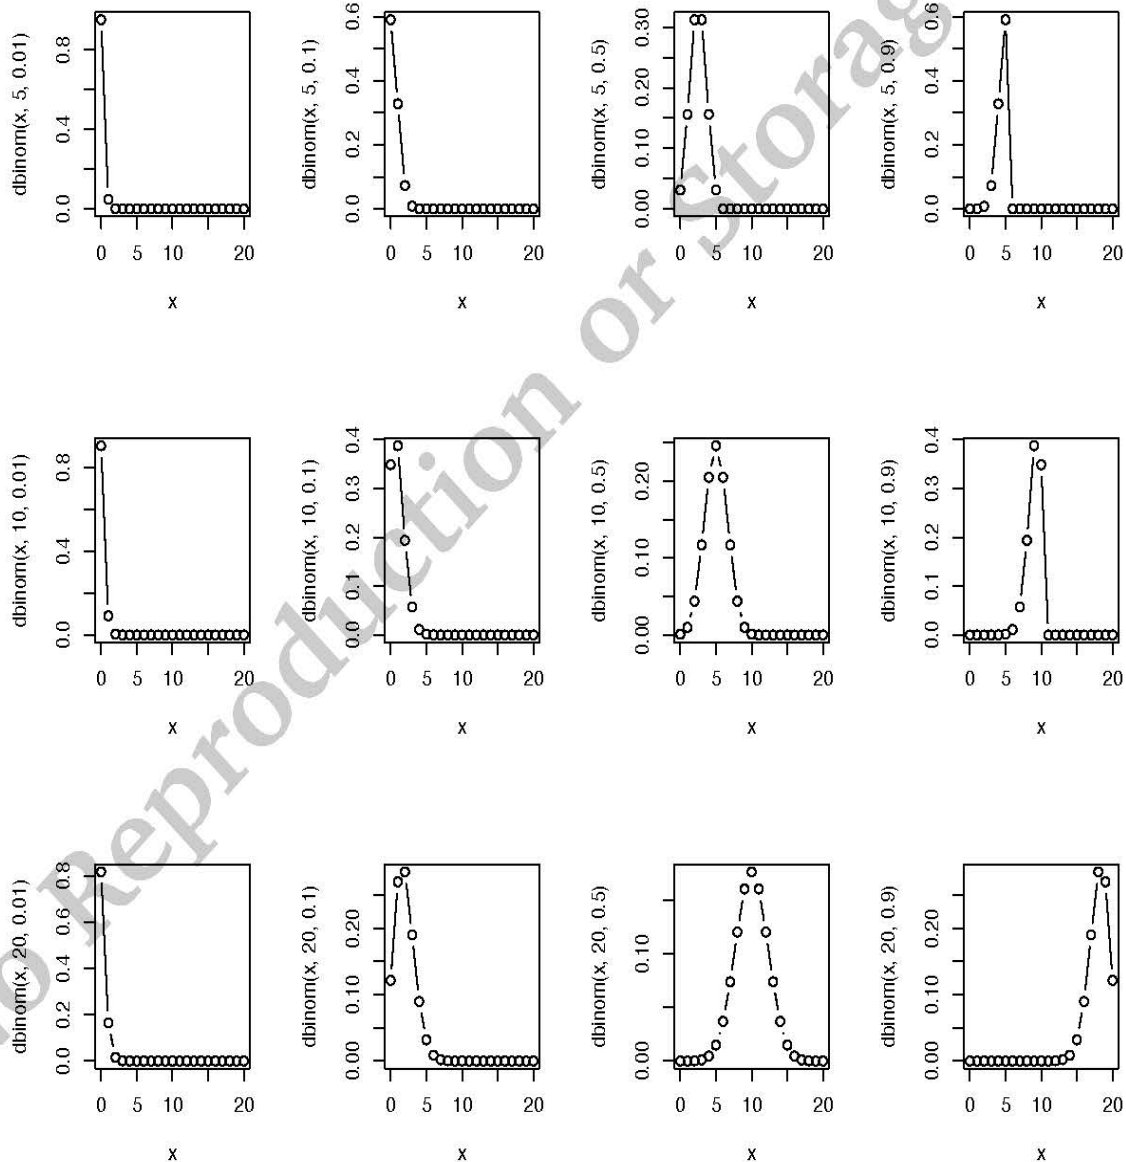 dbinom(x, 5, 0.01)
0.0 0.4 0.8
0 5 10 20
x
dbinom(x, 5, 0.1)
0.0 0.2 0.4 0.6
0 5 10 20
x
dbinom(x, 5, 0.5)
0.00 0.10 0.20 0.30
0 5 10 20
x
dbinom(x, 5, 0.9)
0.0 0.2 0.4 0.6
0 5 10 20
x
dbinom(x, 10, 0.01)
0.0 0.4 0.8
0 5 10 20
x
dbinom(x, 10, 0.1)
0.0 0.1 0.2 0.3 0.4
0 5 10 20
x
dbinom(x, 10, 0.5)
0.00 0.10 0.20
0 5 10 20
x
dbinom(x, 10, 0.9)
0.0 0.1 0.2 0.3 0.4
0 5 10 20
x
dbinom(x, 20, 0.01)
0.0 0.2 0.4 0.6 0.8
0 5 10 20
x
dbinom(x, 20, 0.1)
0.00 0.10 0.20
0 5 10 20
x
dbinom(x, 20, 0.5)
0.00 0.10
0 5 10 20
x
dbinom(x, 20, 0.9)
0.00 0.10 0.20
0 5 10 20
x
o Reproduction or Storag